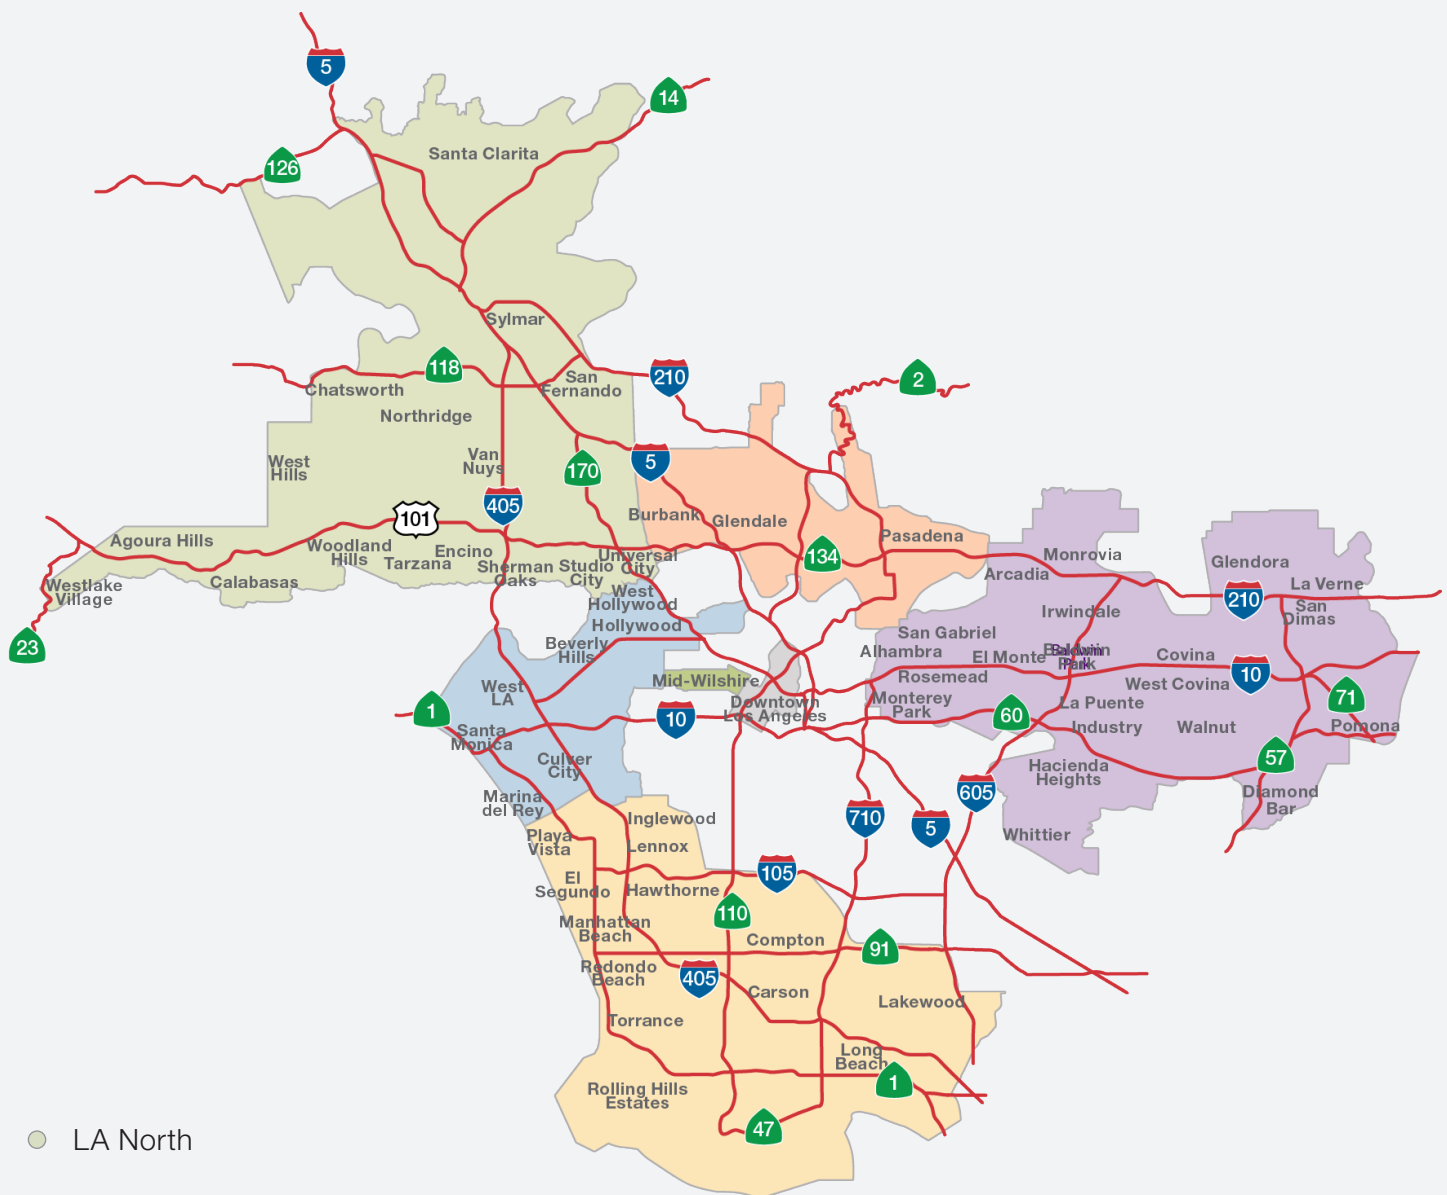 5
14
126
Santa Clarita
Sylmar
118
Chatsworth
San
Fernando
210
2
Northridge
West
Hills
Van
Nuys
170
5
405
101
Burbank
Glendale
Pasadena
134
Agoura Hills
Woodland
Hills
Tarzana
Encino
Sherman
Oaks
Studio
City
Universal
City
Calabasas
Westlake
Village
23
Monrovia
Arcadia
Glendora
La Verne
210
San
Dimas
Irwindale
West
Hollywood
Hollywood
Beverly
Hills
San Gabriel
Alhambra
El Monte
Baldwin
Park
Covina
Rosemead
West Covina
10
71
Mid-Wilshire
West
LA
1
10
Downtown
Los Angeles
Monterey
Park
60
La Puente
Industry
Walnut
Pomona
57
Santa
Monica
Culver
City
Hacienda
Heights
Diamond
Bar
605
Marina
del Rey
710
5
Whittier
Playa
Vista
Inglewood
Lennox
105
El
Segundo
Hawthorne
110
Manhattan
Beach
Compton
91
Redondo
Beach
405
Carson
Lakewood
Torrance
Long
Beach
1
Rolling Hills
Estates
47
LA North